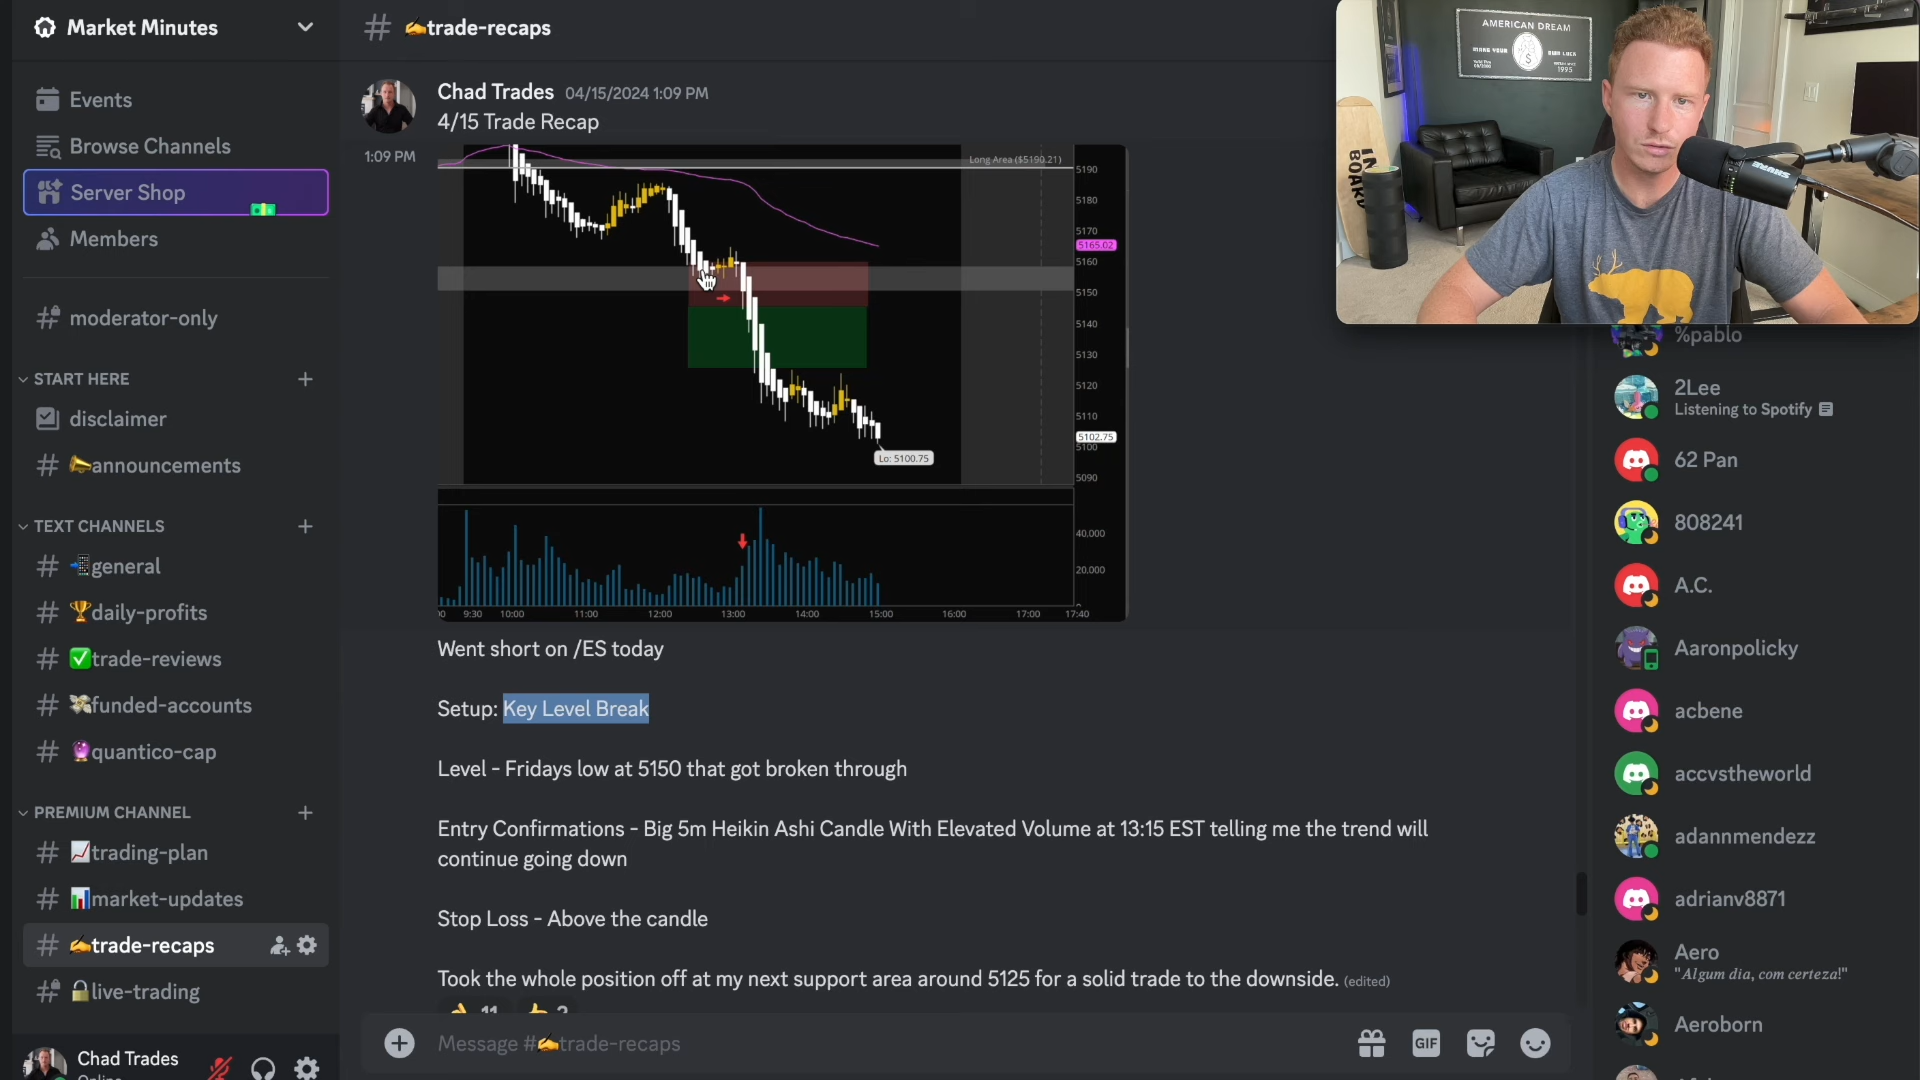 Market Minutes
Events
Browse Channels
Server Shop
Members
moderator-only
START HERE
disclaimer
announcements
TEXT CHANNELS
general
daily-profits
trade-reviews
funded-accounts
quantico-cap
PREMIUM CHANNEL
trading-plan
market-updates
trade-recaps
live-trading
Chad Trades
trade-recaps
Chad Trades 04/15/2024 1:09 PM
4/15 Trade Recap
1:09 PM
Long Area ($5190.21)
5190
5180
5170
5165.02
5160
5150
5140
5130
5120
5110
5102.75
5100
5090
Lo: 5100.75
40,000
20,000
9:30 10:00 11:00 12:00 13:00 14:00 15:00 16:00 17:00 17:40
Went short on /ES today
Setup: Key Level Break
Level - Fridays low at 5150 that got broken through
Entry Confirmations - Big 5m Heikin Ashi Candle With Elevated Volume at 13:15 EST telling me the trend will
continue going down
Stop Loss - Above the candle
Took the whole position off at my next support area around 5125 for a solid trade to the downside. (edited)
Message #✍trade-recaps
GIF
AMERICAN DREAM
1995
SHURE
%pablo
2Lee
Listening to Spotify
62 Pan
808241
A.C.
Aaronpolicky
acbene
accvstheworld
adannmendezz
adrianv8871
Aero
"Algum dia, com certeza!"
Aeroborn